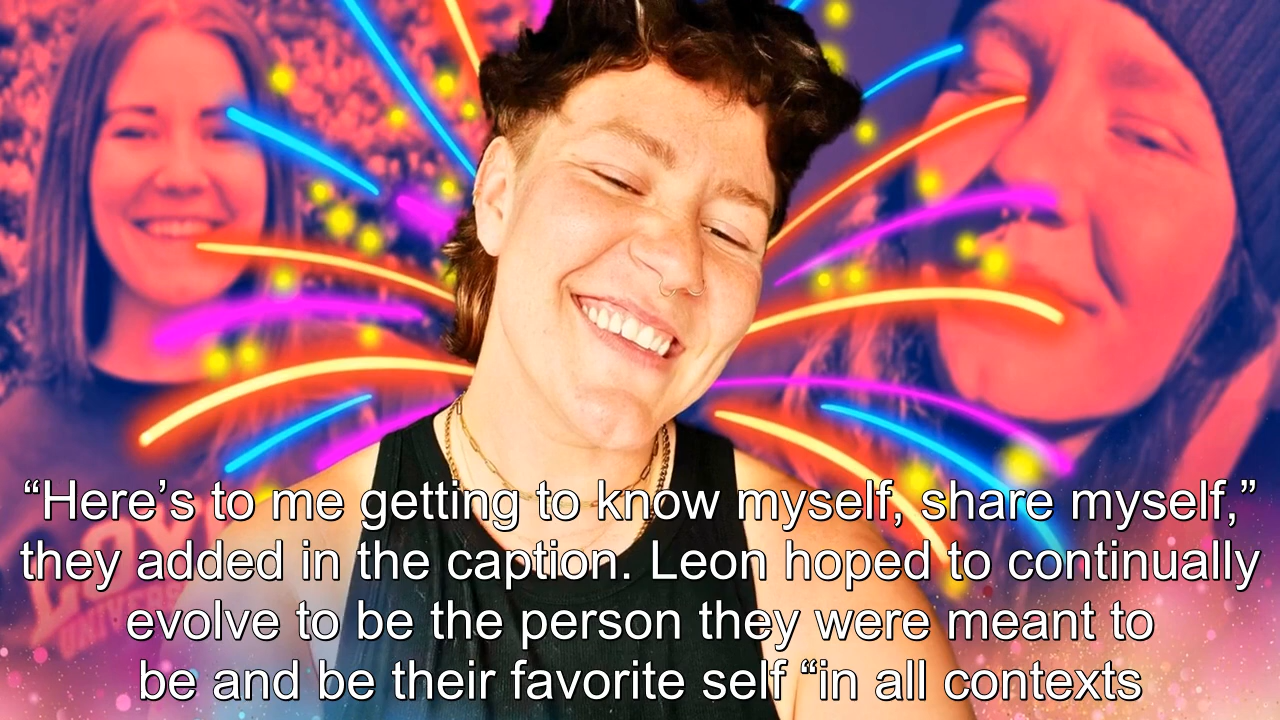 “Here’s to me getting to know myself, share myself,”
they added in the caption. Leon hoped to continually
evolve to be the person they were meant to
be and be their favorite self “in all contexts